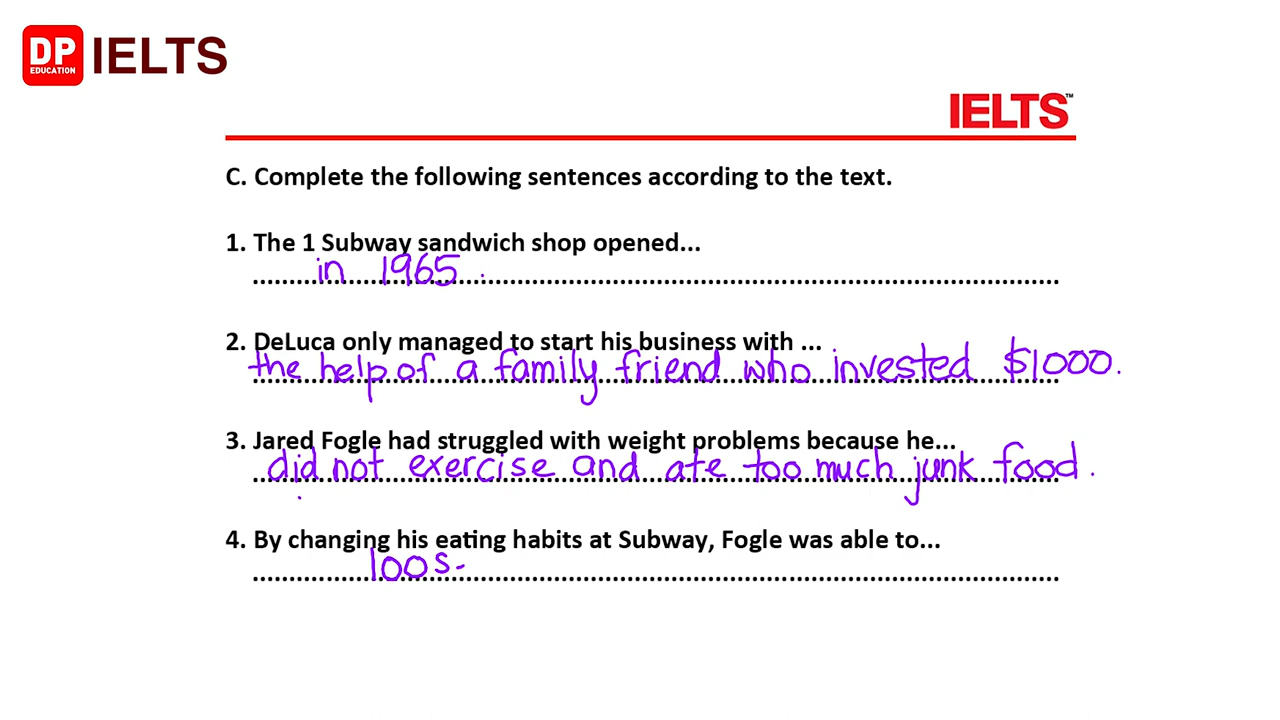 DP
EDUCATION
IELTS
IELTS™
C. Complete the following sentences according to the text.
1. The 1 Subway sandwich shop opened...
in 1965.
2. DeLuca only managed to start his business with ...
the help of a family friend who invested $1000.
3. Jared Fogle had struggled with weight problems because he...
did not exercise and ate too much junk food.
4. By changing his eating habits at Subway, Fogle was able to...